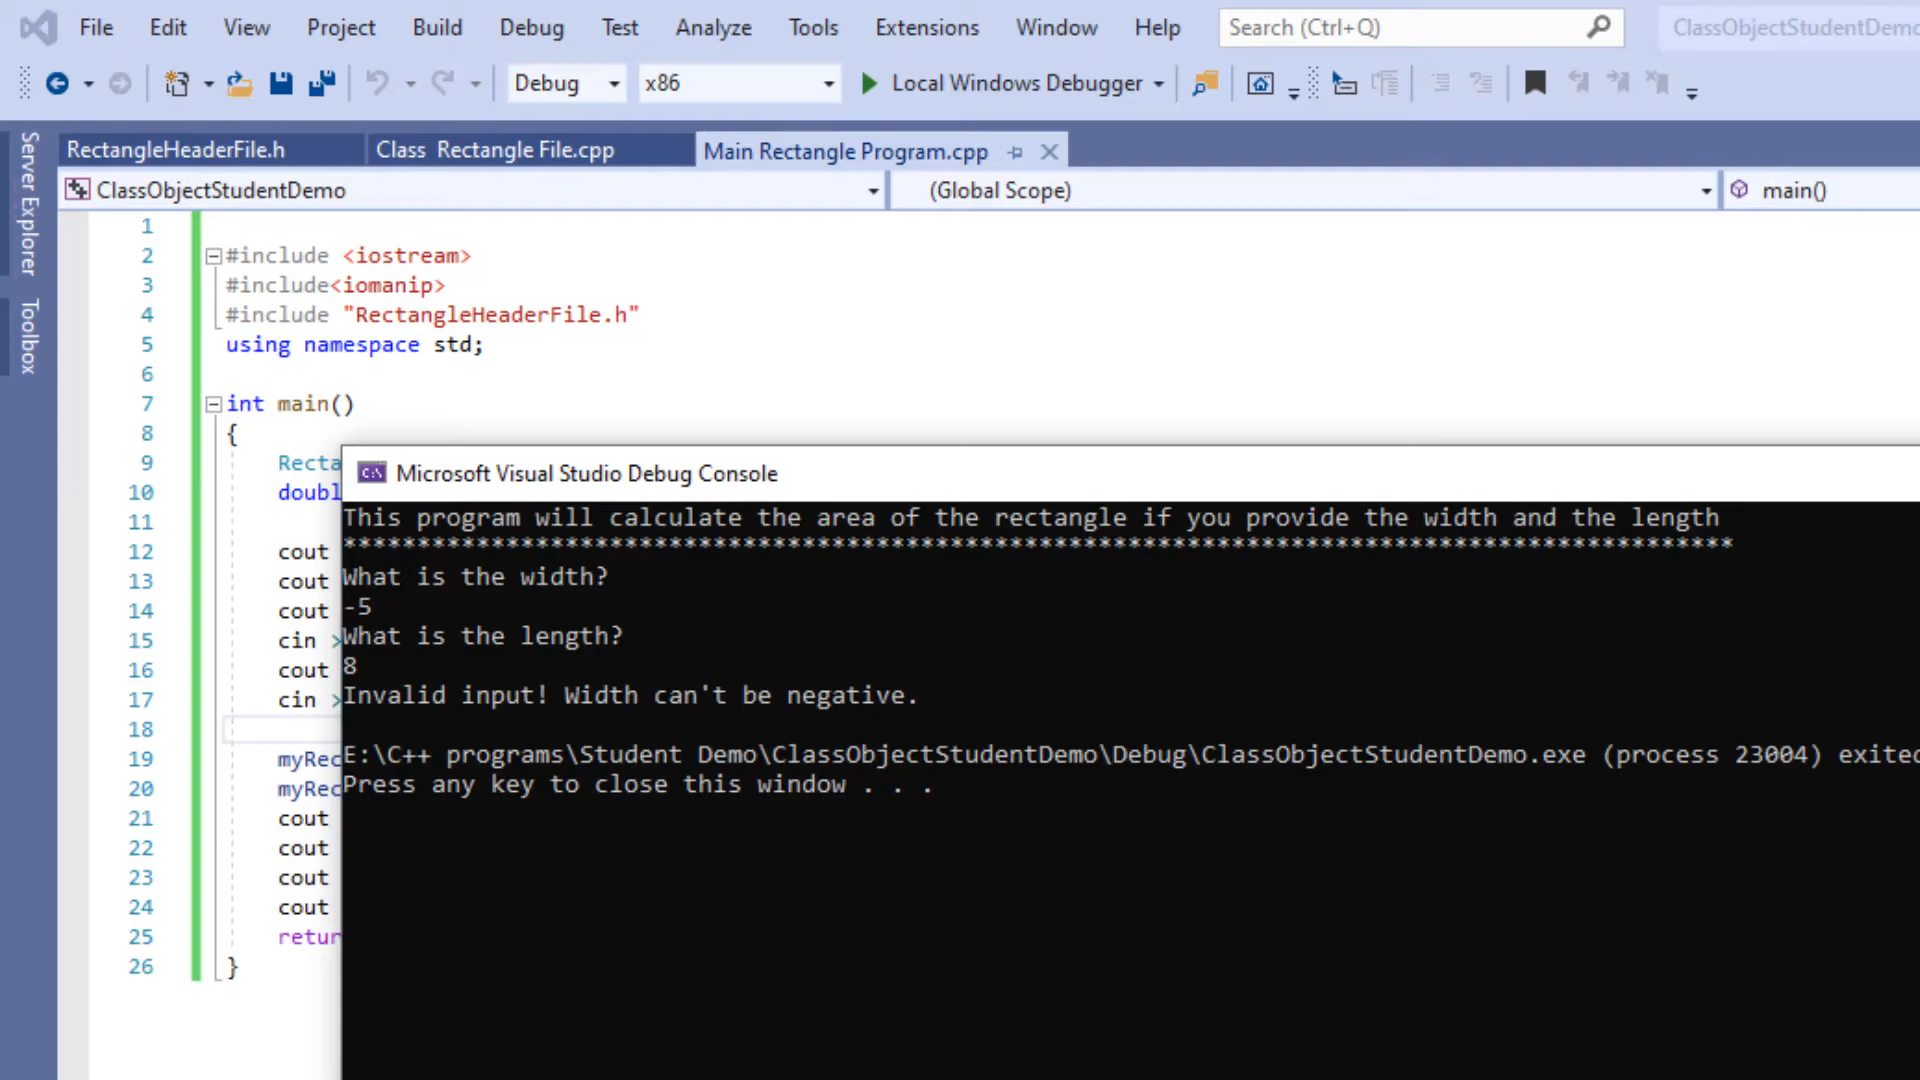 File Edit View Project Build Debug Test Analyze Tools Extensions Window Help Search (Ctrl+Q) ClassObjectStudentDemo
Debug x86 Local Windows Debugger
Server Explorer
Toolbox
RectangleHeaderFile.h Class Rectangle File.cpp Main Rectangle Program.cpp
ClassObjectStudentDemo (Global Scope) main()
1
2 #include <iostream>
3 #include<iomanip>
4 #include "RectangleHeaderFile.h"
5 using namespace std;
6
7 int main()
8 {
9 Recta
10 doubl
11
12 cout
13 cout
14 cout
15 cin >
16 cout
17 cin >
18
19 myRec
20 myRec
21 cout
22 cout
23 cout
24 cout
25 retur
26 }
Microsoft Visual Studio Debug Console
This program will calculate the area of the rectangle if you provide the width and the length
**********************************************************************************************
What is the width?
-5
What is the length?
8
Invalid input! Width can't be negative.
E:\C++ programs\Student Demo\ClassObjectStudentDemo\Debug\ClassObjectStudentDemo.exe (process 23004) exited
Press any key to close this window . . .